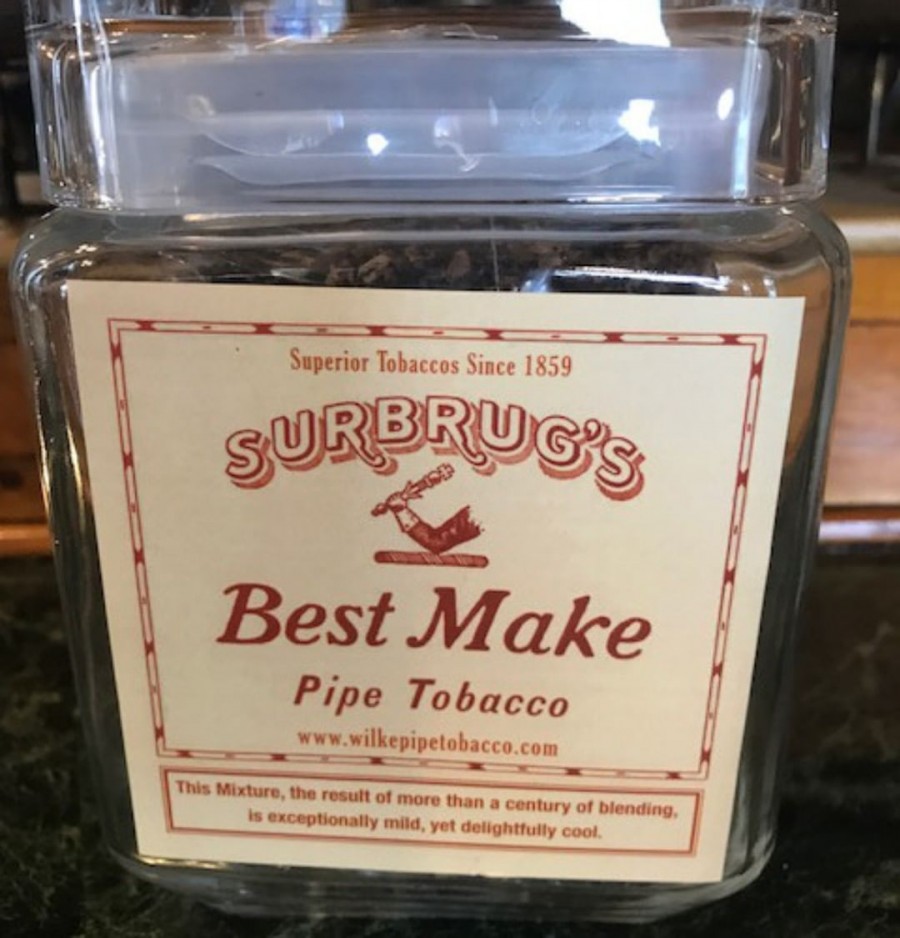 Superior Tobaccos Since 1859
SURBRUG'S
Best Make
Pipe Tobacco
www.wilkepipetobacco.com
This Mixture, the result of more than a century of blending,
is exceptionally mild, yet delightfully cool.